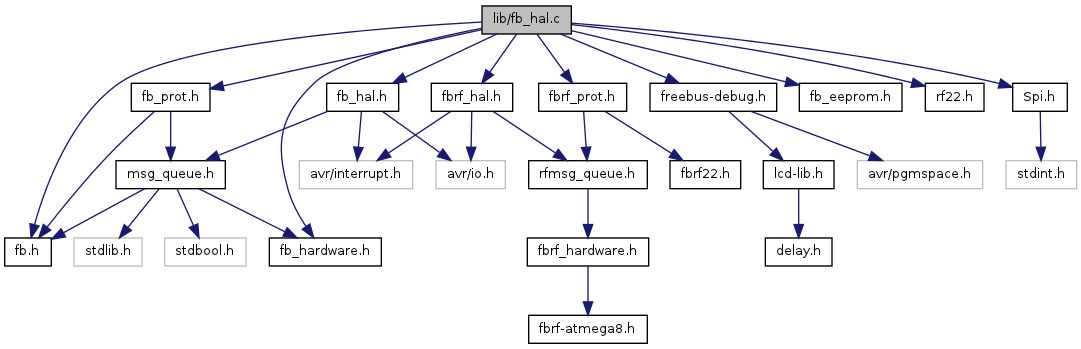 lib/fb_hal.c
fb_prot.h
fb_hal.h
fbrf_hal.h
fbrf_prot.h
freebus-debug.h
fb_eeprom.h
rf22.h
Spi.h
msg_queue.h
avr/interrupt.h
avr/io.h
rfmsg_queue.h
fbrf22.h
lcd-lib.h
avr/pgmspace.h
stdint.h
fb.h
stdlib.h
stdbool.h
fb_hardware.h
fbrf_hardware.h
delay.h
fbrf-atmega8.h